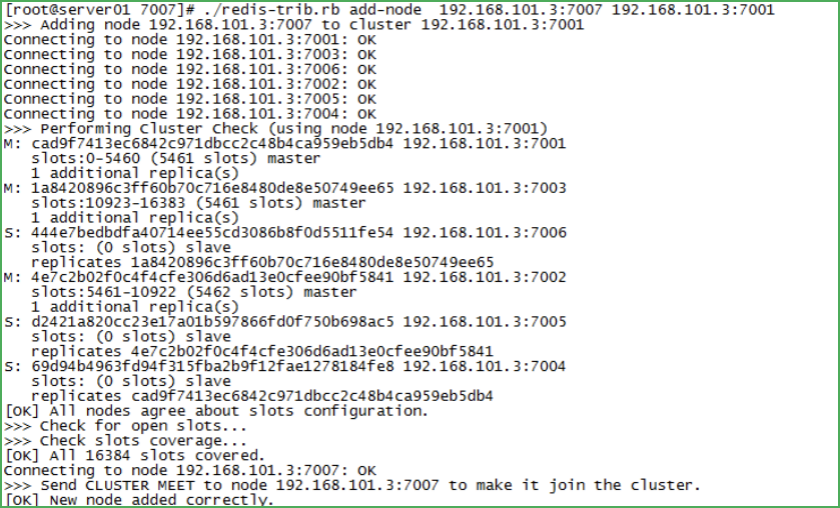 [root@server01 7007]# ./redis-trib.rb add-node  192.168.101.3:7007 192.168.101.3:7001
>>> Adding node 192.168.101.3:7007 to cluster 192.168.101.3:7001
Connecting to node 192.168.101.3:7001: OK
Connecting to node 192.168.101.3:7003: OK
Connecting to node 192.168.101.3:7006: OK
Connecting to node 192.168.101.3:7002: OK
Connecting to node 192.168.101.3:7005: OK
Connecting to node 192.168.101.3:7004: OK
>>> Performing Cluster Check (using node 192.168.101.3:7001)
M: cad9f7413ec6842c971dbcc2c48b4ca959eb5db4 192.168.101.3:7001
   slots:0-5460 (5461 slots) master
   1 additional replica(s)
M: 1a8420896c3ff60b70c716e8480de8e50749ee65 192.168.101.3:7003
   slots:10923-16383 (5461 slots) master
   1 additional replica(s)
S: 444e7bedbdfa40714ee55cd3086b8f0d5511fe54 192.168.101.3:7006
   slots: (0 slots) slave
   replicates 1a8420896c3ff60b70c716e8480de8e50749ee65
M: 4e7c2b02f0c4f4cfe306d6ad13e0cfee90bf5841 192.168.101.3:7002
   slots:5461-10922 (5462 slots) master
   1 additional replica(s)
S: d2421a820cc23e17a01b597866fd0f750b698ac5 192.168.101.3:7005
   slots: (0 slots) slave
   replicates 4e7c2b02f0c4f4cfe306d6ad13e0cfee90bf5841
S: 69d94b4963fd94f315fba2b9f12fae1278184fe8 192.168.101.3:7004
   slots: (0 slots) slave
   replicates cad9f7413ec6842c971dbcc2c48b4ca959eb5db4
[OK] All nodes agree about slots configuration.
>>> Check for open slots...
>>> Check slots coverage...
[OK] All 16384 slots covered.
Connecting to node 192.168.101.3:7007: OK
>>> Send CLUSTER MEET to node 192.168.101.3:7007 to make it join the cluster.
[OK] New node added correctly.